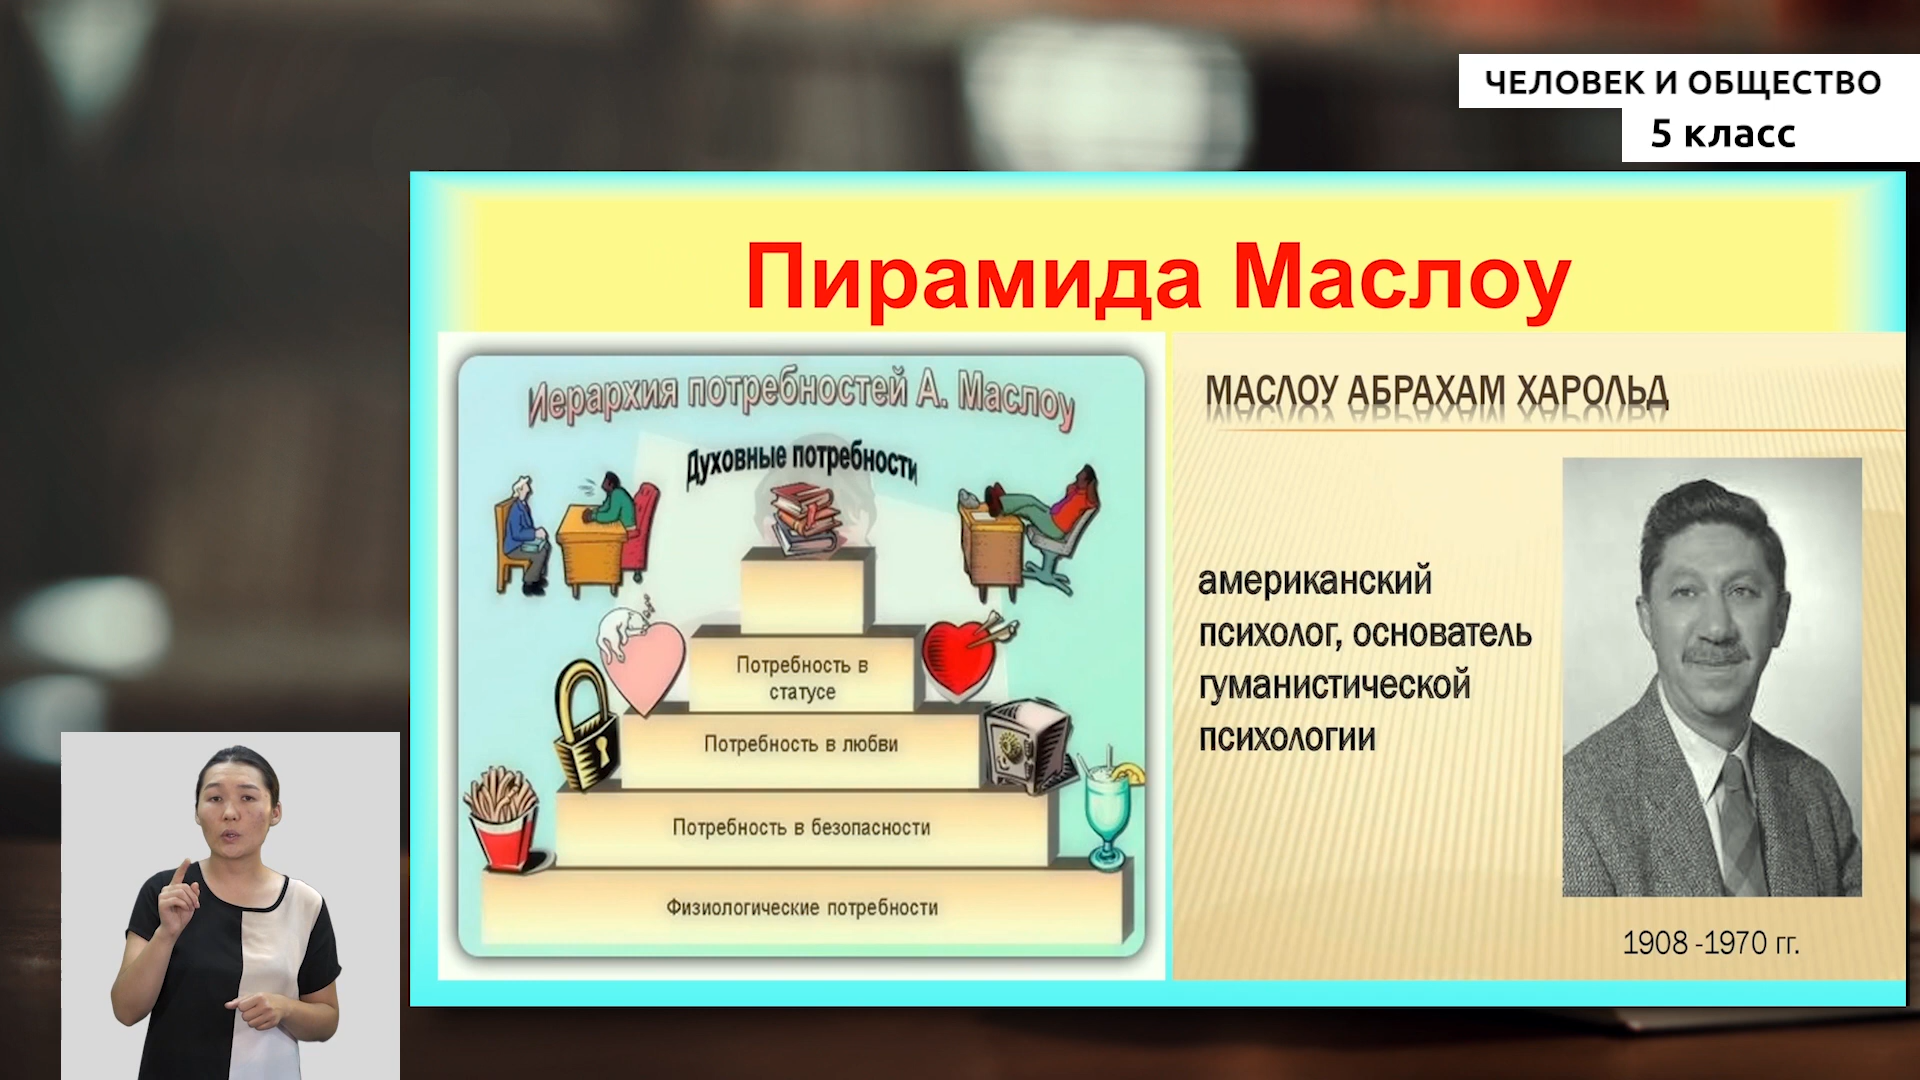 ЧЕЛОВЕК И ОБЩЕСТВО
5 класс
Пирамида Маслоу
Иерархия потребностей А. Маслоу
Духовные потребности
Потребность в
статусе
Потребность в любви
Потребность в безопасности
Физиологические потребности
МАСЛОУ АБРАХАМ ХАРОЛЬД
американский
психолог, основатель
гуманистической
психологии
1908 -1970 гг.